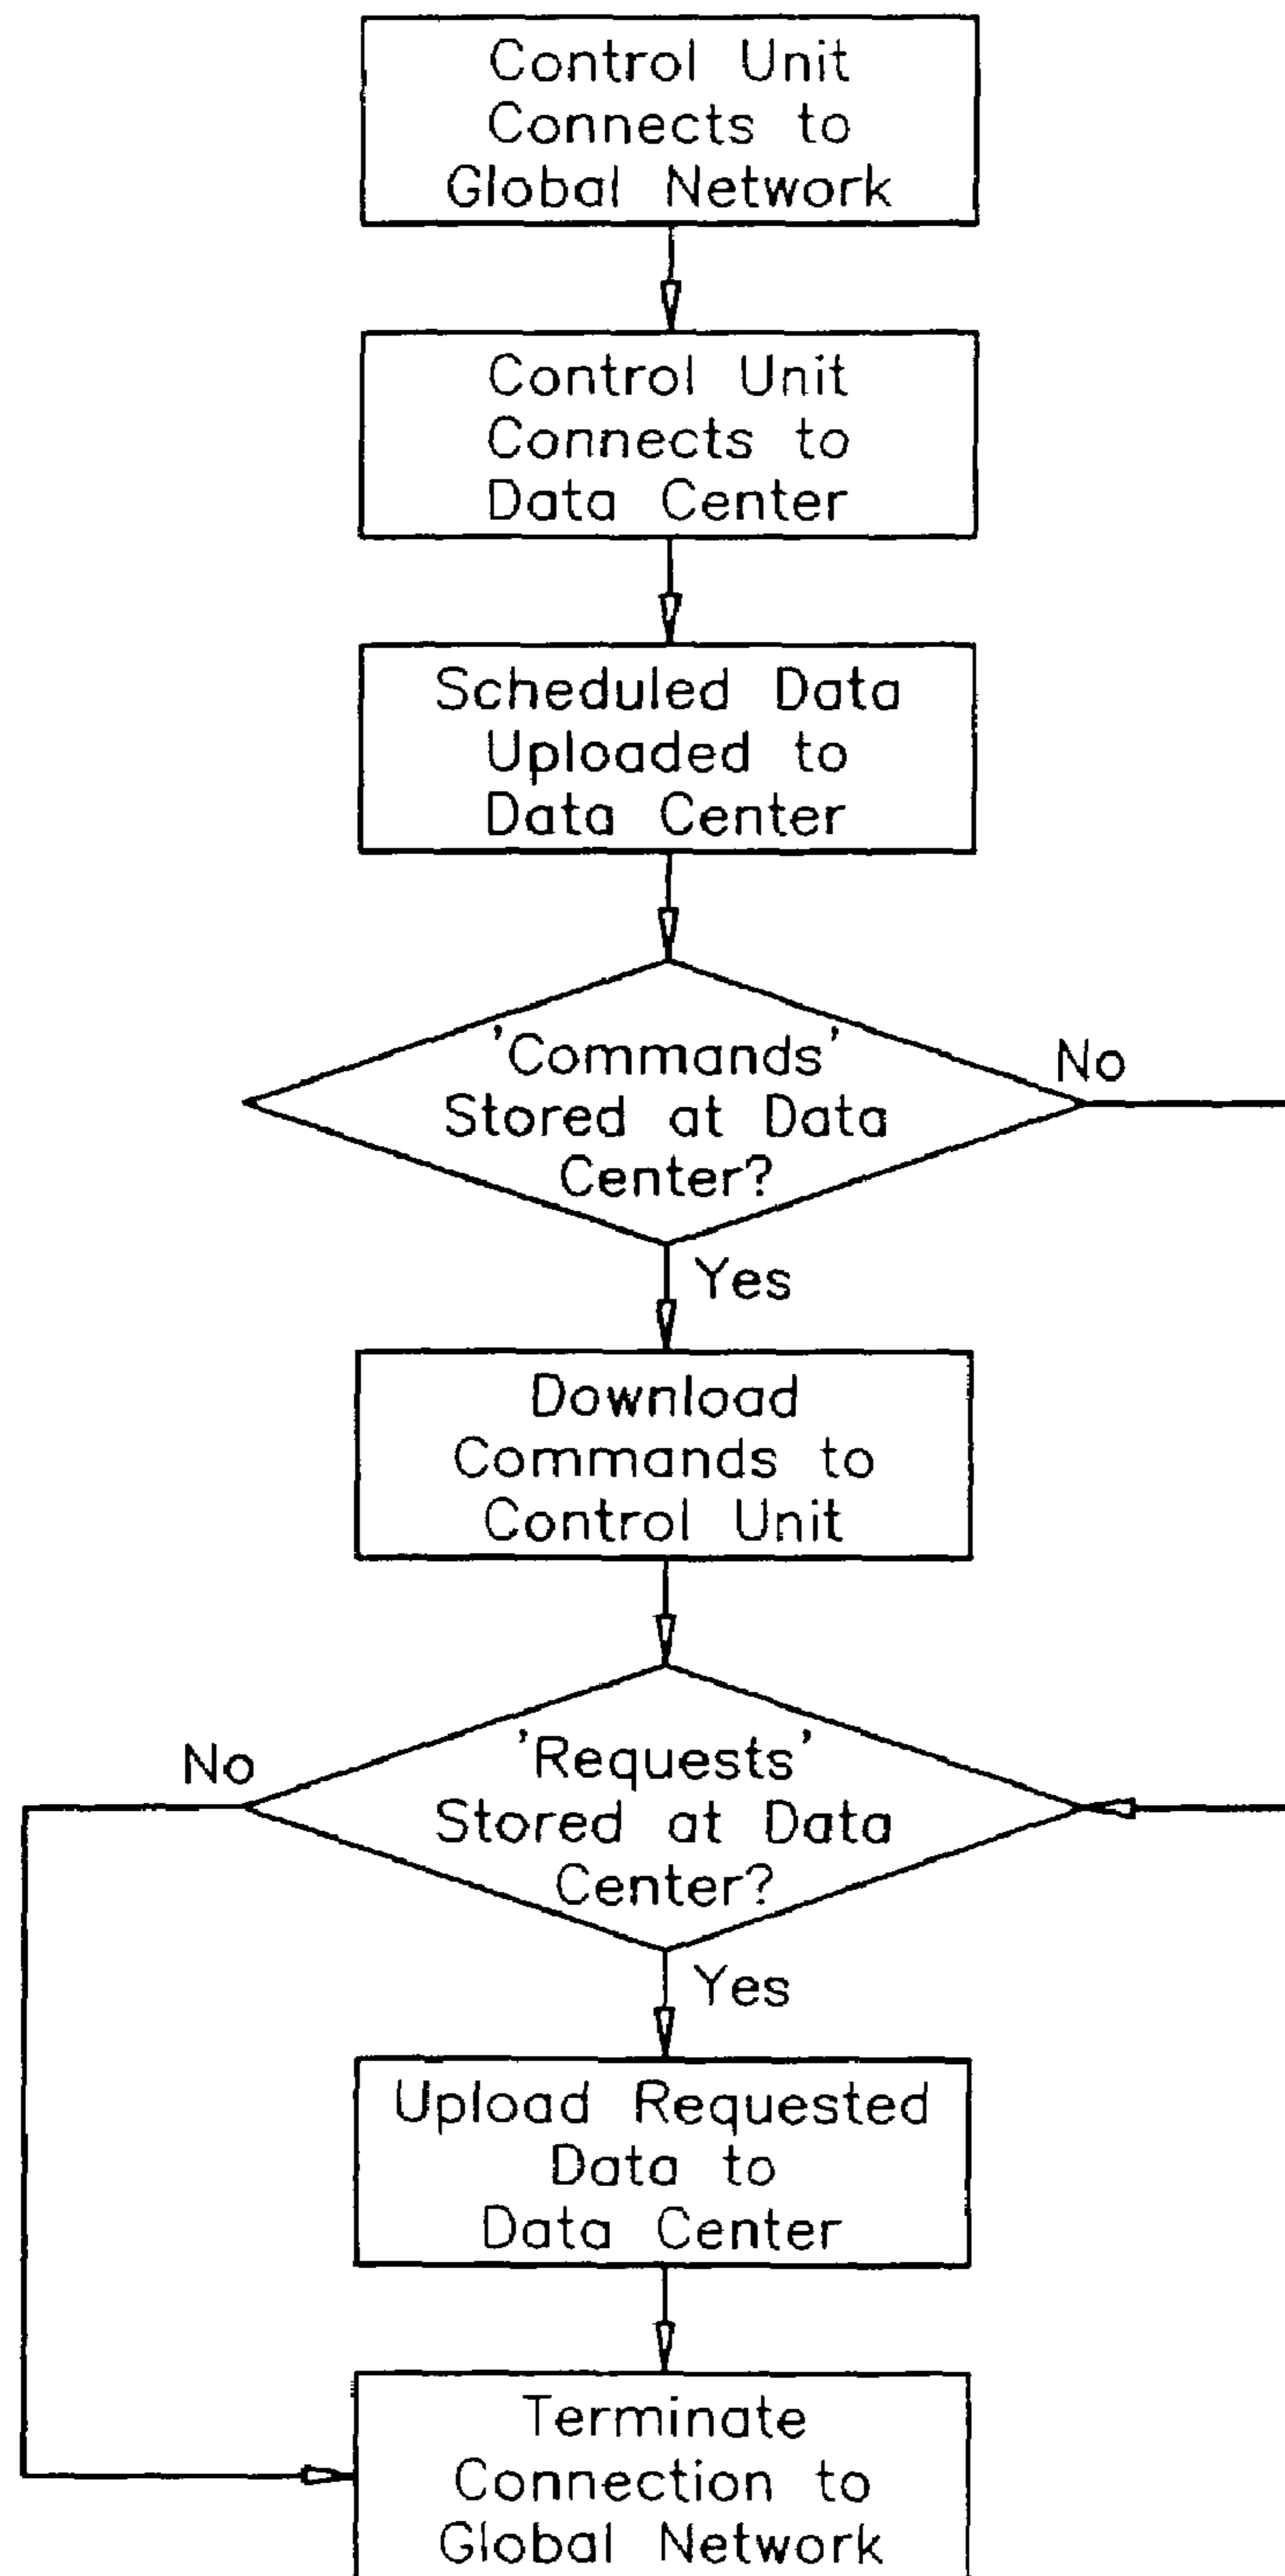 Control Unit
Connects to
Global Network
Control Unit
Connects to
Data Center
Scheduled Data
Uploaded to
Data Center
'Commands'
Stored at Data
Center?
No
Yes
Download
Commands to
Control Unit
'Requests'
Stored at Data
Center?
No
Yes
Upload Requested
Data to
Data Center
Terminate
Connection to
Global Network